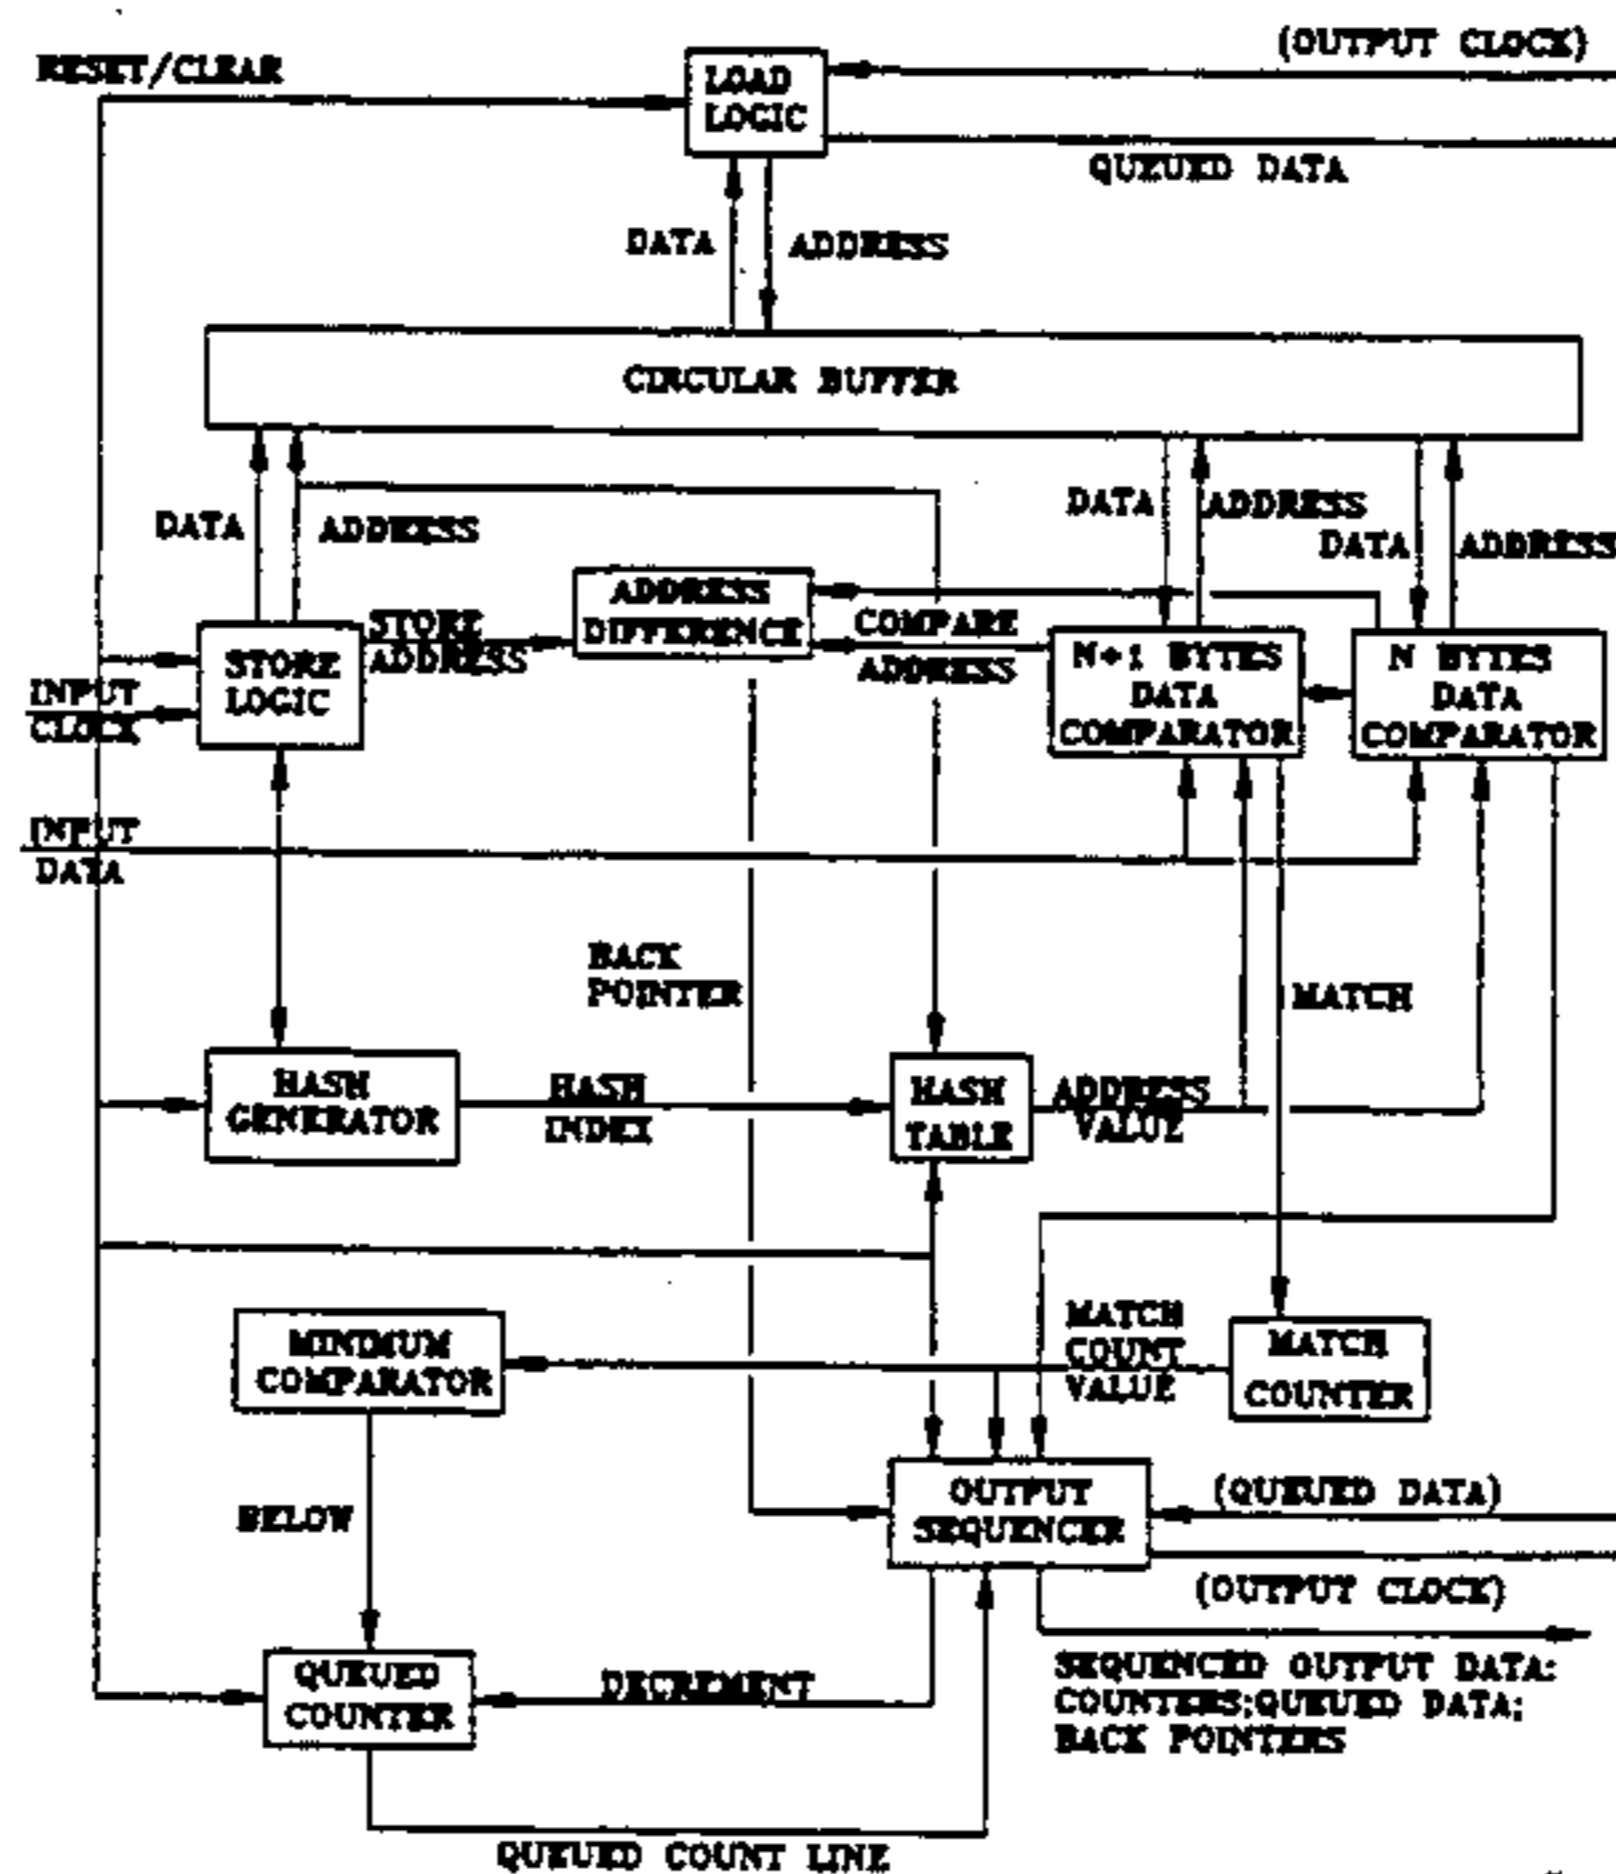 (OUTPUT CLOCK)
RESET/CLEAR
LOAD
LOGIC
QUEUED DATA
DATA
ADDRESS
CIRCULAR BUFFER
DATA
ADDRESS
DATA
ADDRESS
DATA
ADDRESS
ADDRESS
DIFFERENCE
STORE
ADDRESS
COMPARE
ADDRESS
STORE
LOGIC
N+1 BYTES
DATA
COMPARATOR
N BYTES
DATA
COMPARATOR
INPUT
CLOCK
INPUT
DATA
BACK
POINTER
MATCH
HASH
GENERATOR
HASH
INDEX
HASH
TABLE
ADDRESS
VALUE
MINIMUM
COMPARATOR
MATCH
COUNT
VALUE
MATCH
COUNTER
BELOW
OUTPUT
SEQUENCER
(QUEUED DATA)
(OUTPUT CLOCK)
QUEUED
COUNTER
DECREMENT
SEQUENCED OUTPUT DATA:
COUNTERS;QUEUED DATA;
BACK POINTERS
QUEUED COUNT LINE